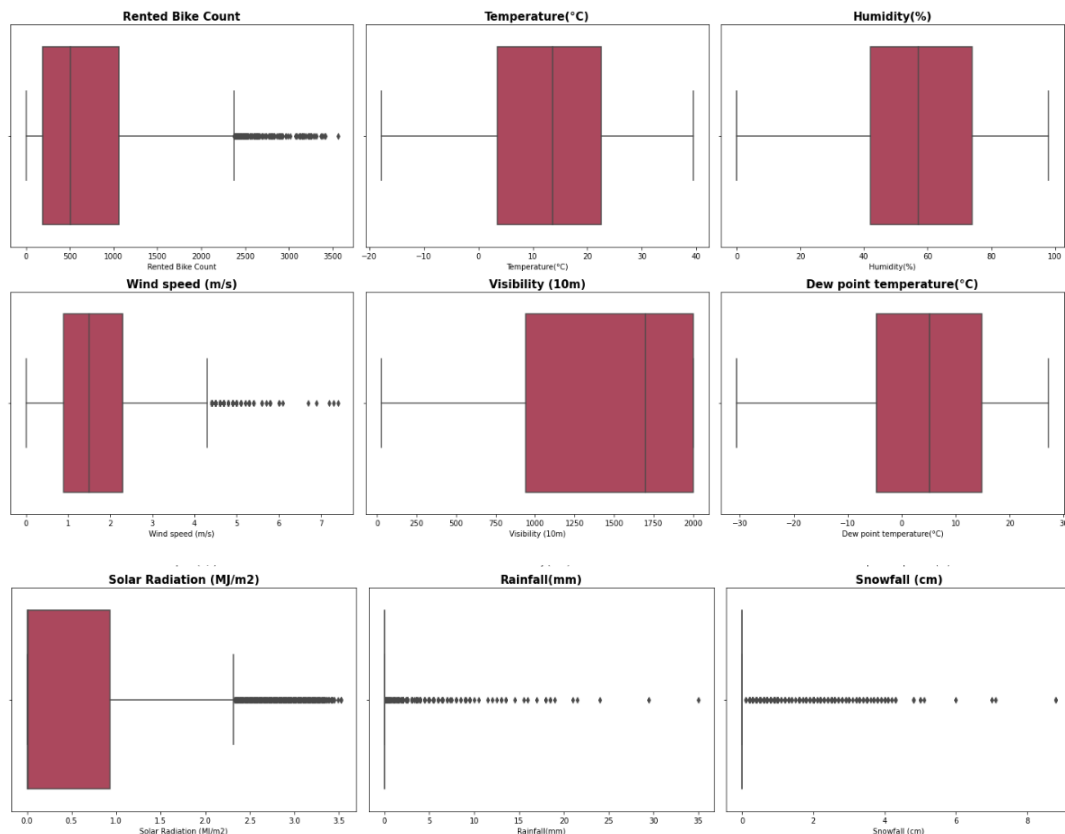 Rented Bike Count
Temperature(°C)
Humidity(%)
0 500 1000 1500 2000 2500 3000 3500
−20 −10 0 10 20 30 40
0 20 40 60 80 100
Rented Bike Count
Temperature(°C)
Humidity(%)
Wind speed (m/s)
Visibility (10m)
Dew point temperature(°C)
0 1 2 3 4 5 6 7
0 250 500 750 1000 1250 1500 1750 2000
−30 −20 −10 0 10 20 30
Wind speed (m/s)
Visibility (10m)
Dew point temperature(°C)
Solar Radiation (MJ/m2)
Rainfall(mm)
Snowfall (cm)
0.0 0.5 1.0 1.5 2.0 2.5 3.0 3.5
0 5 10 15 20 25 30 35
0 2 4 6 8
Solar Radiation (MJ/m2)
Rainfall(mm)
Snowfall (cm)